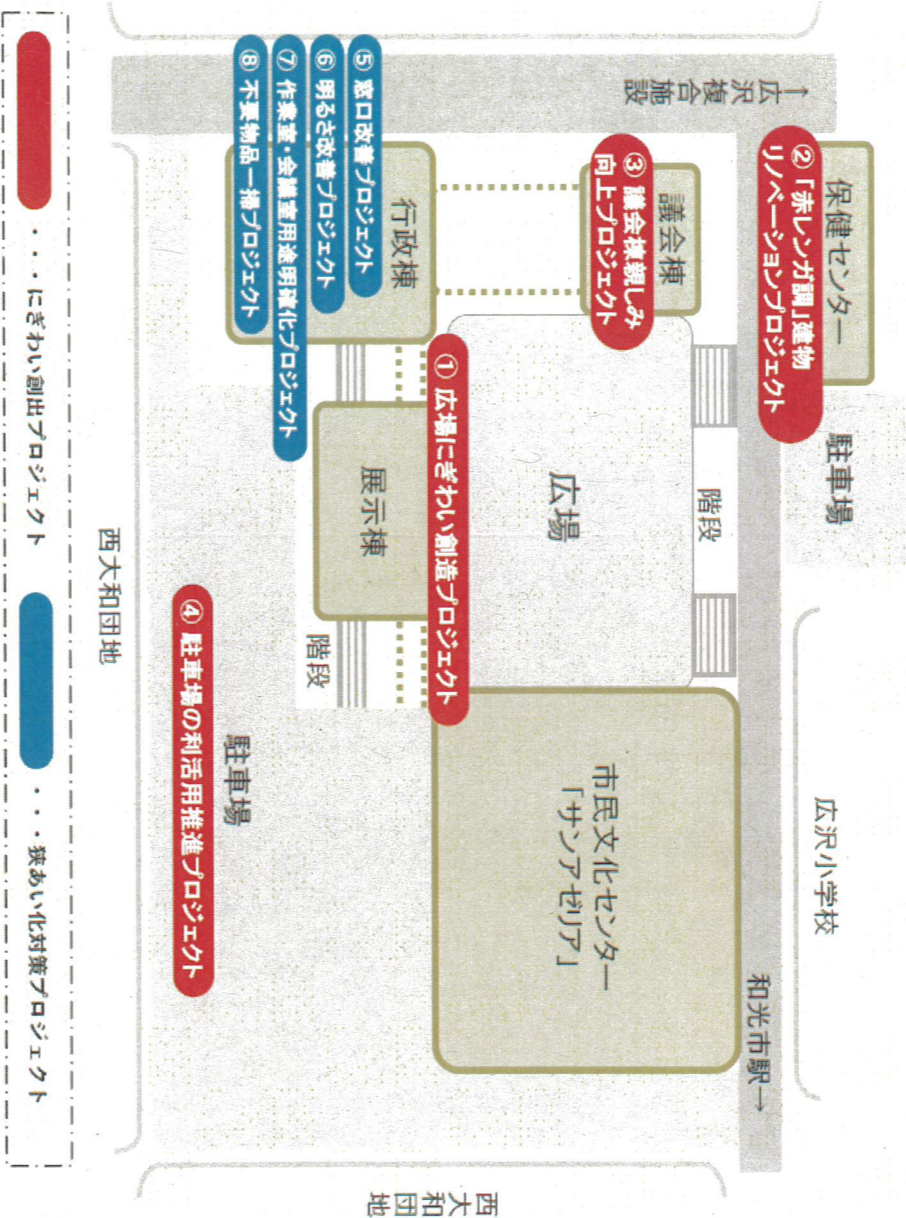 保健センター
②「赤レンガ調」建物
リノベーションプロジェクト
駐車場
広沢小学校
↑広沢複合施設
和光市駅→
議会棟
③ 議会棟親しみ
向上プロジェクト
階段
広場
市民文化センター
「サンアゼリア」
① 広場にぎわい創造プロジェクト
行政棟
展示棟
階段
⑤ 窓口改善プロジェクト
⑥ 明るさ改善プロジェクト
⑦ 作業室・会議室用途明確化プロジェクト
⑧ 不要物品一掃プロジェクト
駐車場
④ 駐車場の利活用推進プロジェクト
西大和団地
西大和団地
・・・にぎわい創出プロジェクト
・・・狭あい化対策プロジェクト